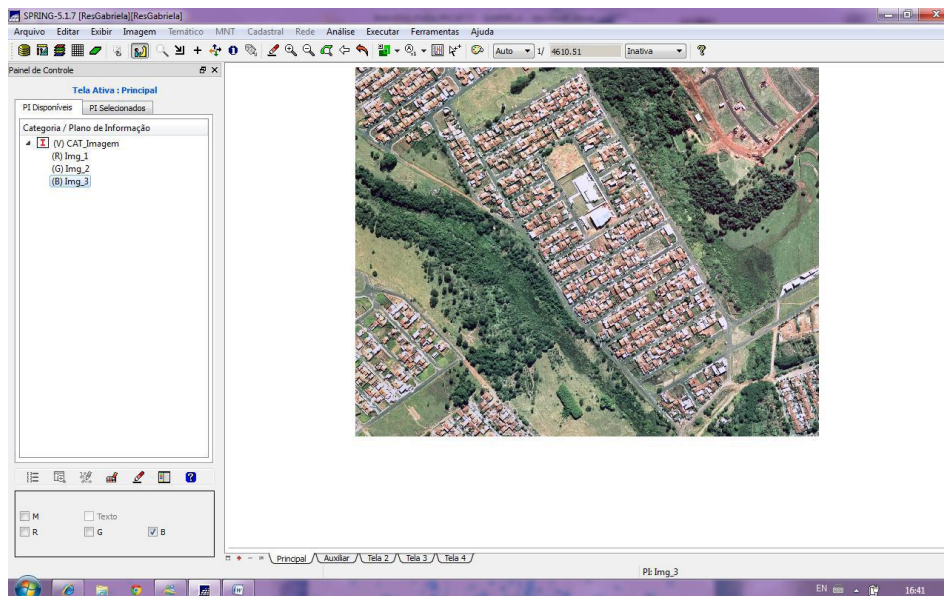 SPRING-5.1.7 [ResGabriela][ResGabriela]
Arquivo Editar Exibir Imagem Temático MNT Cadastral Rede Análise Executar Ferramentas Ajuda
Auto 1/ 4610.51 Inativa
Painel de Controle
Tela Ativa : Principal
PI Disponíveis PI Selecionados
Categoria / Plano de Informação
(V) CAT_Imagem
(R) Img_1
(G) Img_2
(B) Img_3
M Texto
R G B
Principal Auxiliar Tela 2 Tela 3 Tela 4
PI: Img_3
EN 16:41